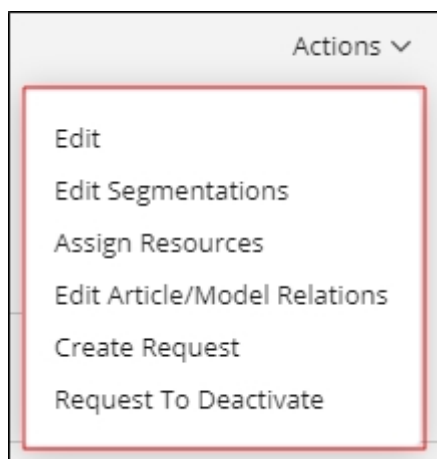 Actions
Edit
Edit Segmentations
Assign Resources
Edit Article/Model Relations
Create Request
Request To Deactivate